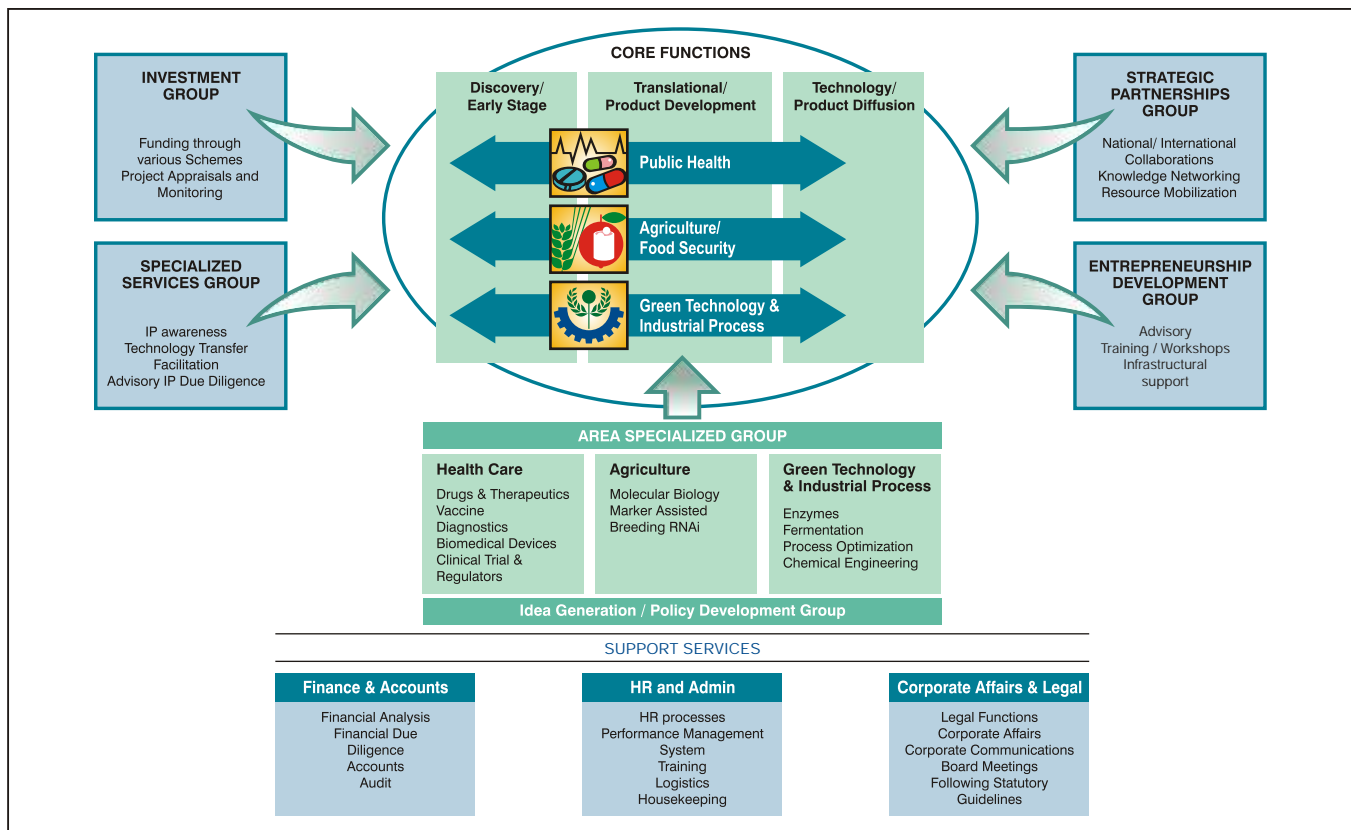 CORE FUNCTIONS
INVESTMENT
GROUP
Funding through
various Schemes
Project Appraisals and
Monitoring
SPECIALIZED
SERVICES GROUP
IP awareness
Technology Transfer
Facilitation
Advisory IP Due Diligence
Discovery/
Early Stage
Translational/
Product Development
Technology/
Product Diffusion
Public Health
Agriculture/
Food Security
Green Technology &
Industrial Process
STRATEGIC
PARTNERSHIPS
GROUP
National/ International
Collaborations
Knowledge Networking
Resource Mobilization
ENTREPRENEURSHIP
DEVELOPMENT
GROUP
Advisory
Training / Workshops
Infrastructural
support
AREA SPECIALIZED GROUP
Health Care
Drugs & Therapeutics
Vaccine
Diagnostics
Biomedical Devices
Clinical Trial &
Regulators
Agriculture
Molecular Biology
Marker Assisted
Breeding RNAi
Green Technology
& Industrial Process
Enzymes
Fermentation
Process Optimization
Chemical Engineering
Idea Generation / Policy Development Group
SUPPORT SERVICES
Finance & Accounts
Financial Analysis
Financial Due
Diligence
Accounts
Audit
HR and Admin
HR processes
Performance Management
System
Training
Logistics
Housekeeping
Corporate Affairs & Legal
Legal Functions
Corporate Affairs
Corporate Communications
Board Meetings
Following Statutory
Guidelines